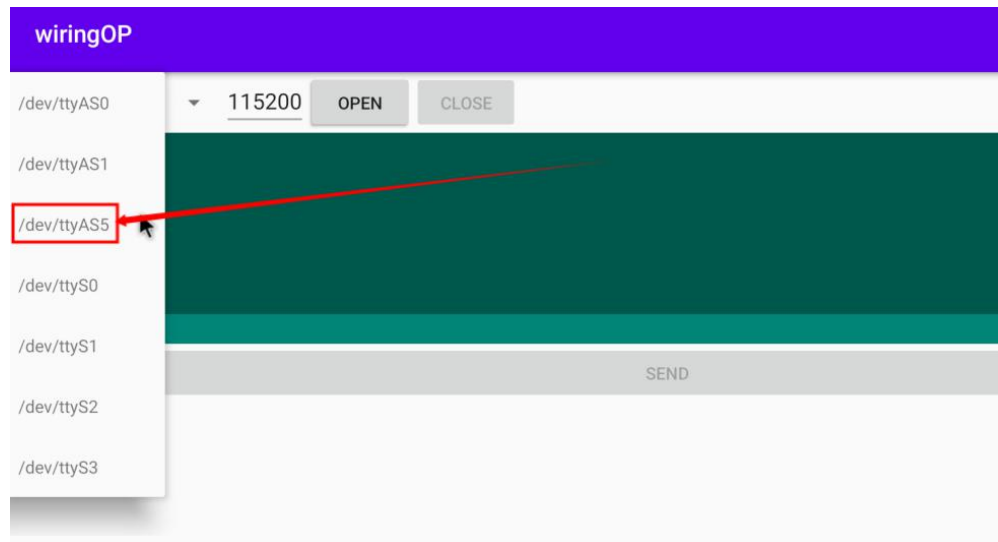 wiringOP
/dev/ttyAS0 115200 OPEN CLOSE
/dev/ttyAS1
/dev/ttyAS5
/dev/ttyS0
/dev/ttyS1
SEND
/dev/ttyS2
/dev/ttyS3